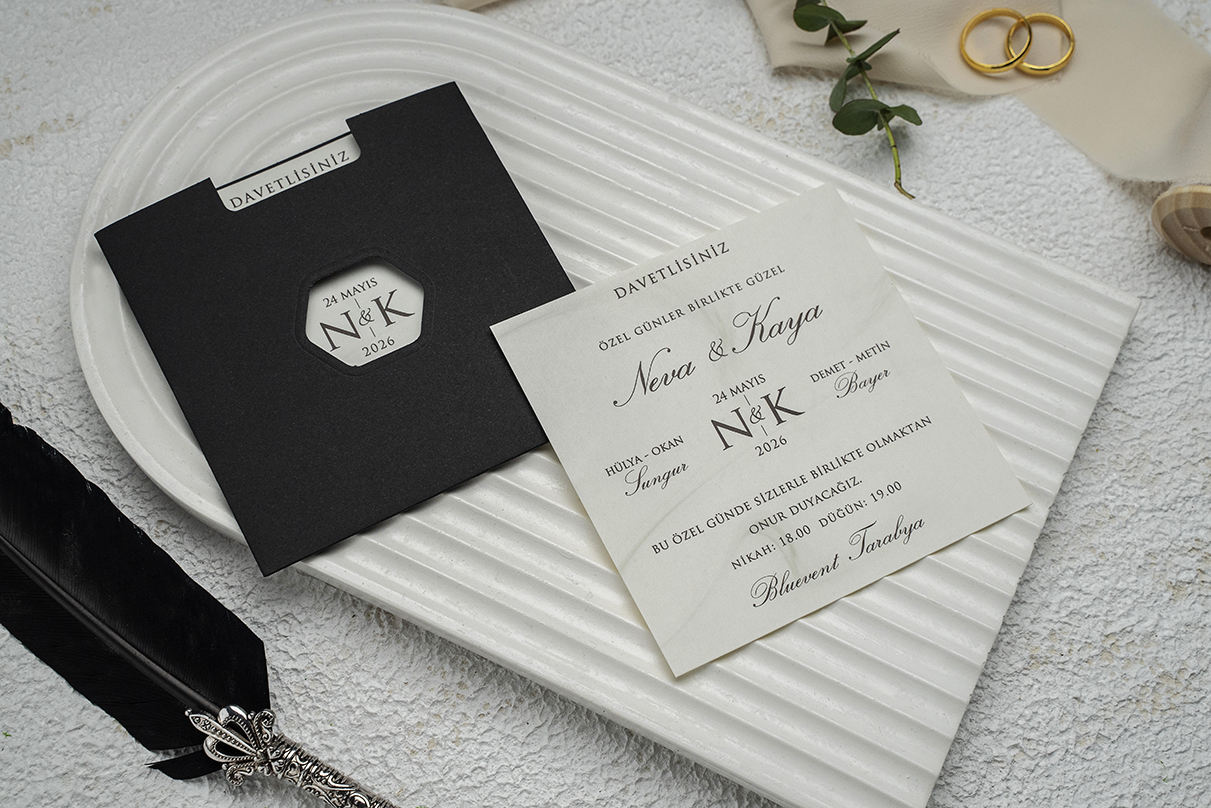 DAVETLİSİNİZ
24 MAYIS
N&K
2026
DAVETLİSİNİZ
ÖZEL GÜNLER BİRLİKTE GÜZEL
Neva & Kaya
24 MAYIS
N&K
2026
DEMET - METİN
Bayer
HÜLYA - OKAN
Sungur
BU ÖZEL GÜNDE SİZLERLE BİRLİKTE OLMAKTAN
ONUR DUYACAĞIZ.
NİKAH: 18.00 DÜĞÜN: 19.00
Bluevent Tarabya